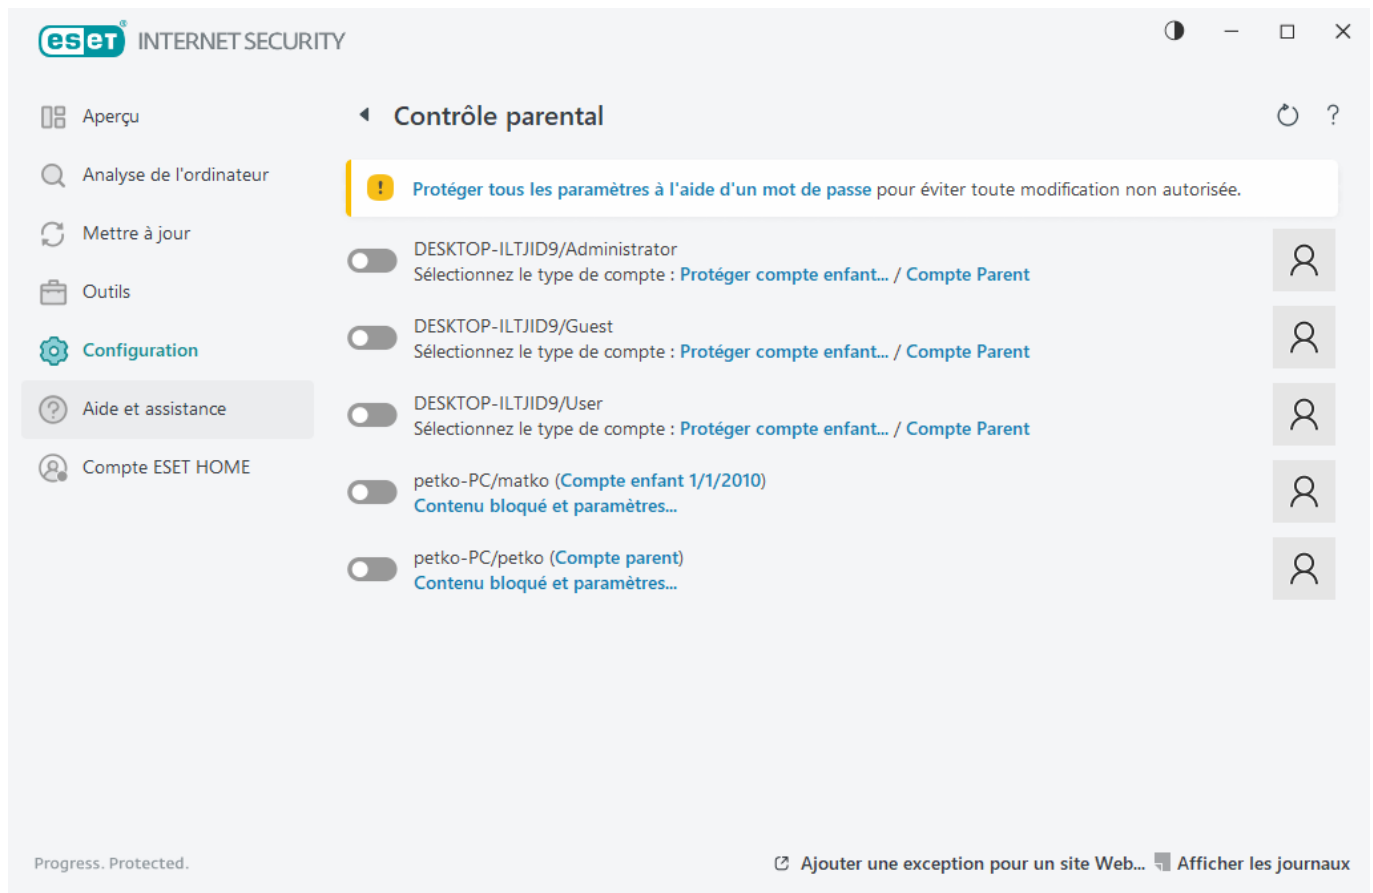 eset INTERNET SECURITY
Aperçu
Analyse de l'ordinateur
Mettre à jour
Outils
Configuration
Aide et assistance
Compte ESET HOME
Contrôle parental
?
Protéger tous les paramètres à l'aide d'un mot de passe pour éviter toute modification non autorisée.
DESKTOP-ILTJID9/Administrator
Sélectionnez le type de compte : Protéger compte enfant... / Compte Parent
DESKTOP-ILTJID9/Guest
Sélectionnez le type de compte : Protéger compte enfant... / Compte Parent
DESKTOP-ILTJID9/User
Sélectionnez le type de compte : Protéger compte enfant... / Compte Parent
petko-PC/matko (Compte enfant 1/1/2010)
Contenu bloqué et paramètres...
petko-PC/petko (Compte parent)
Contenu bloqué et paramètres...
Progress. Protected.
Ajouter une exception pour un site Web... Afficher les journaux